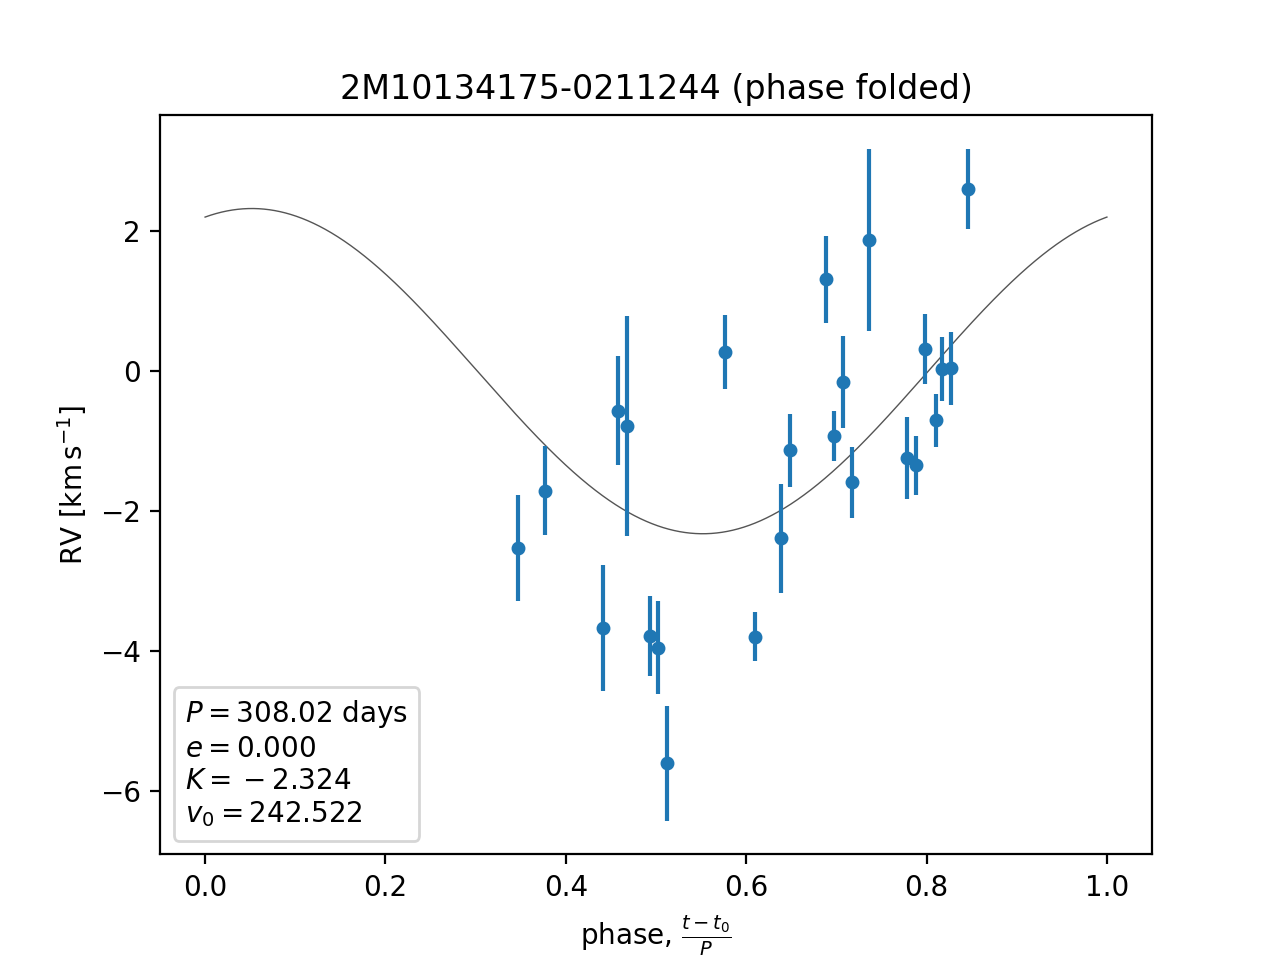 2M10134175-0211244 (phase folded)
RV [km s⁻¹]
2
0
−2
−4
−6
P = 308.02 days
e = 0.000
K = −2.324
v₀ = 242.522
0.0 0.2 0.4 0.6 0.8 1.0
phase, (t − t₀)/P